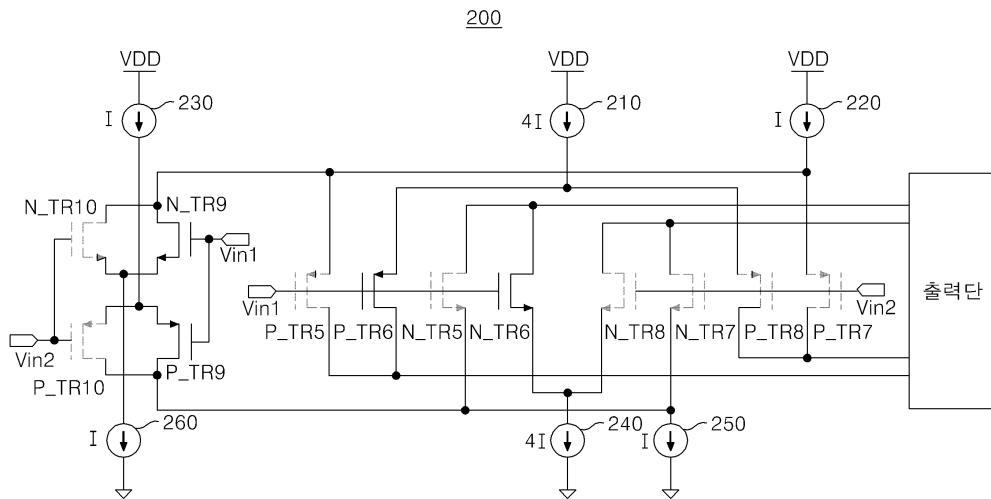 200
VDD
VDD
VDD
I
230
4I
210
I
220
N_TR10
N_TR9
Vin1
Vin1
Vin2
출력단
P_TR5
P_TR6
N_TR5
N_TR6
N_TR8
N_TR7
P_TR8
P_TR7
Vin2
P_TR10
P_TR9
I
260
4I
240
I
250